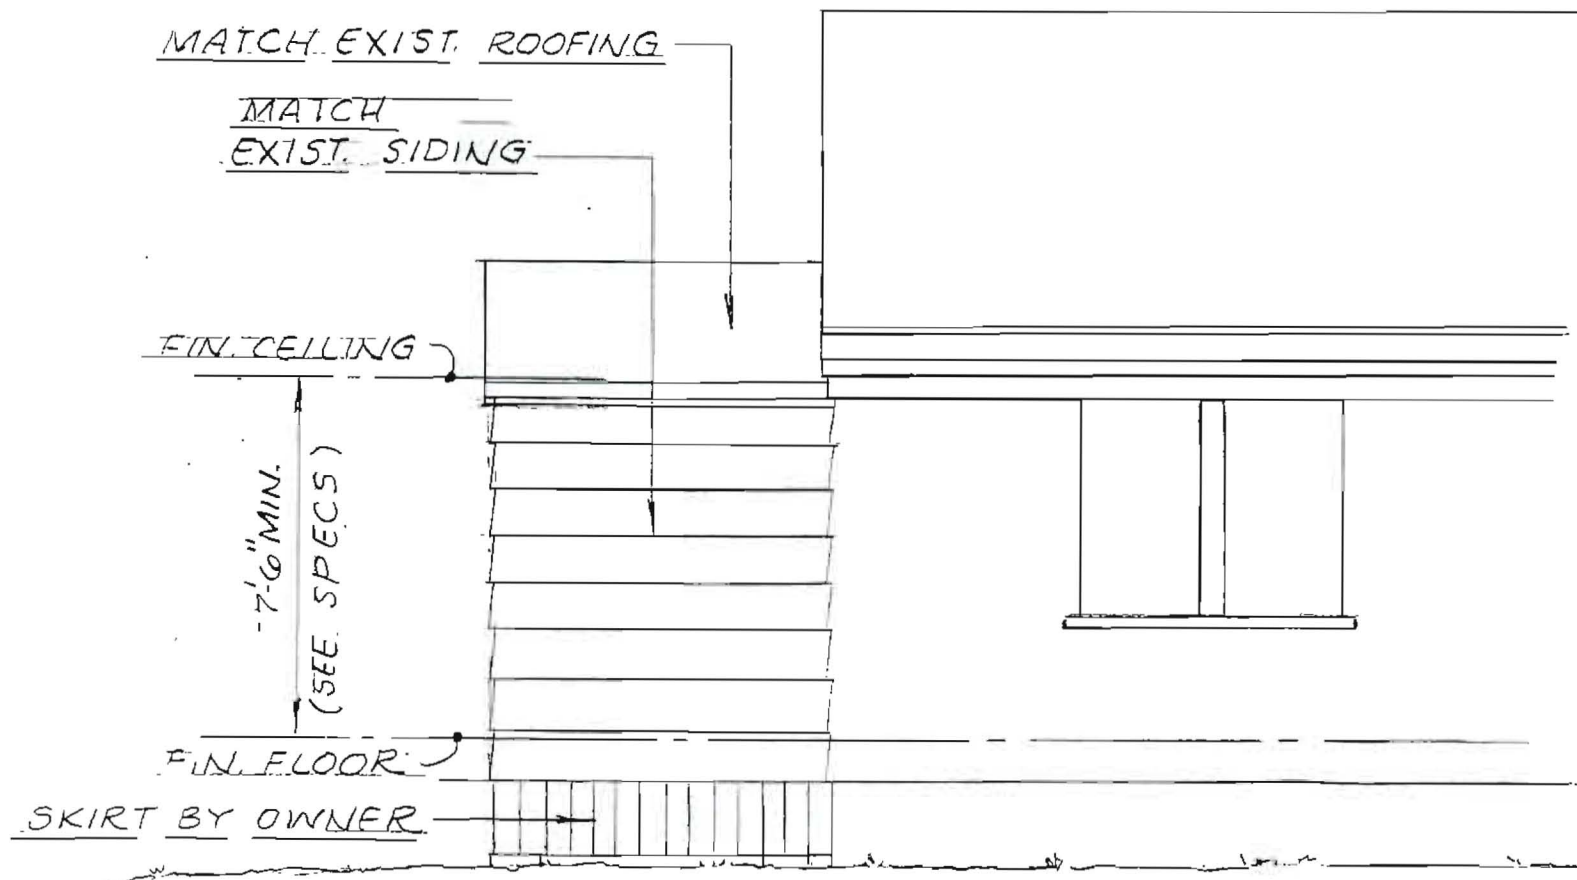 MATCH EXIST. ROOFING
MATCH
EXIST. SIDING
FIN. CEILING
7'-6" MIN.
(SEE SPECS)
FIN. FLOOR
SKIRT BY OWNER